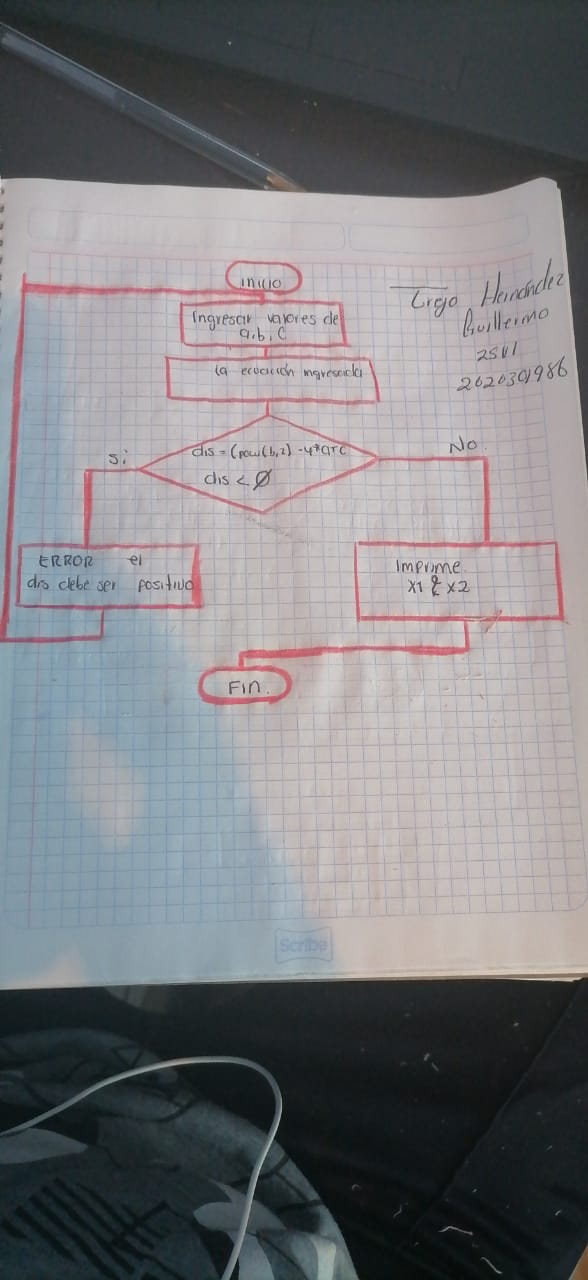 inicio
Trejo Hernández
Guillermo
2SV1
2020301986
Ingresar valores de
a,b,c
La ecuación ingresada
dis = (pow(b,2) -4*a*c
dis < Ø
Si
No
ERROR el
dis debe ser positivo
Imprime
x1 & x2
Fin.
Scribe